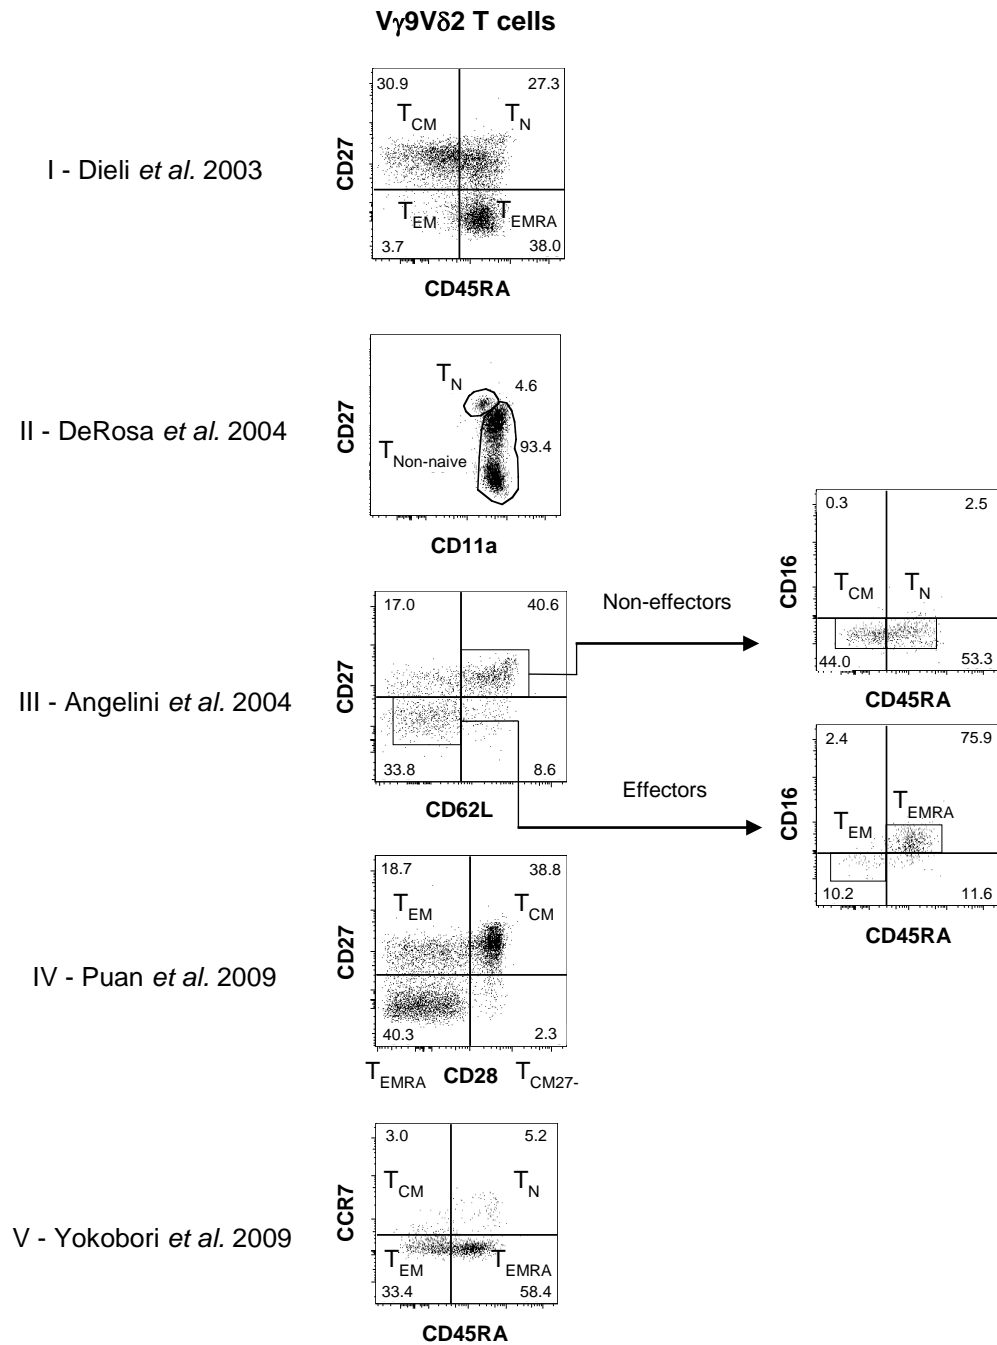 Vγ9Vδ2 T cells
I - Dieli et al. 2003
30.9 27.3
TCM TN
CD27
TEM TEMRA
3.7 38.0
CD45RA
II - DeRosa et al. 2004
TN 4.6
CD27
TNon-naive 93.4
CD11a
III - Angelini et al. 2004
17.0 40.6
CD27
33.8 8.6
CD62L
Non-effectors
0.3 2.5
CD16
TCM TN
44.0 53.3
CD45RA
Effectors
2.4 75.9
CD16
TEM TEMRA
10.2 11.6
CD45RA
IV - Puan et al. 2009
18.7 38.8
TEM TCM
CD27
40.3 2.3
TEMRA CD28 TCM27-
V - Yokobori et al. 2009
3.0 5.2
TCM TN
CCR7
TEM TEMRA
33.4 58.4
CD45RA